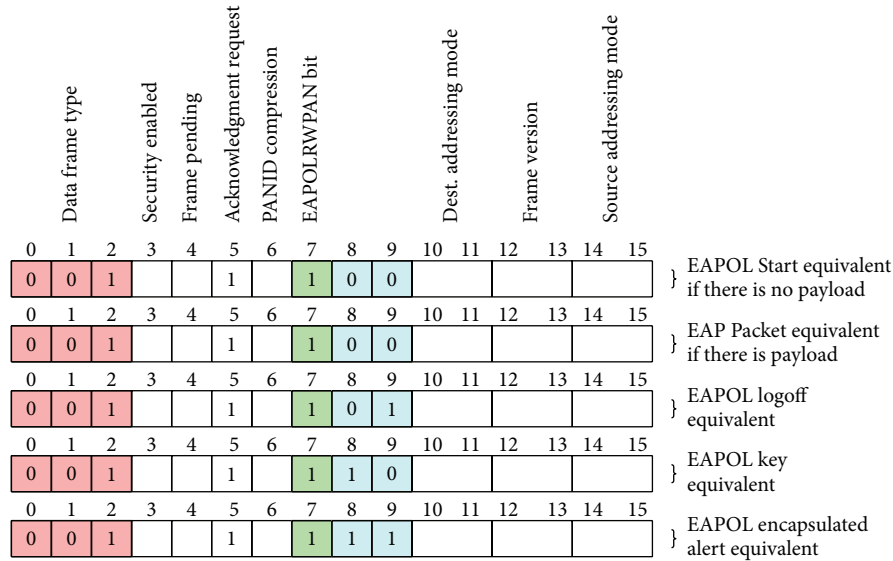 Data frame type
Security enabled
Frame pending
Acknowledgment request
PANID compression
EAPOLRWPAN bit
Dest. addressing mode
Frame version
Source addressing mode
0 1 2 3 4 5 6 7 8 9 10 11 12 13 14 15
0 0 1 1 1 0 0
} EAPOL Start equivalent
if there is no payload
0 1 2 3 4 5 6 7 8 9 10 11 12 13 14 15
0 0 1 1 1 0 0
} EAP Packet equivalent
if there is payload
0 1 2 3 4 5 6 7 8 9 10 11 12 13 14 15
0 0 1 1 1 0 1
} EAPOL logoff
equivalent
0 1 2 3 4 5 6 7 8 9 10 11 12 13 14 15
0 0 1 1 1 1 0
} EAPOL key
equivalent
0 1 2 3 4 5 6 7 8 9 10 11 12 13 14 15
0 0 1 1 1 1 1
} EAPOL encapsulated
alert equivalent